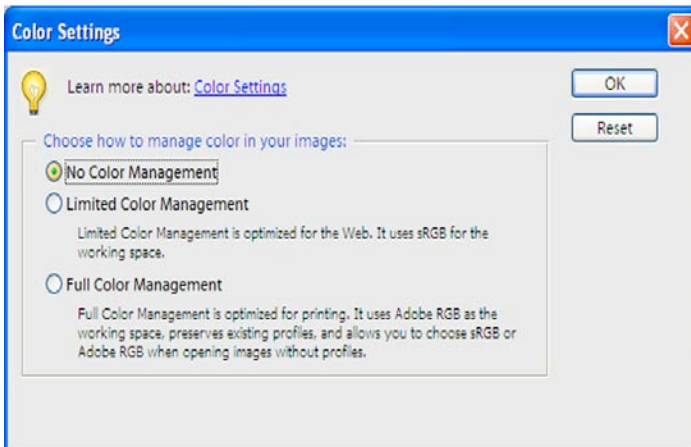 Color Settings
Learn more about: Color Settings
OK
Reset
Choose how to manage color in your images:
No Color Management
Limited Color Management
Limited Color Management is optimized for the Web. It uses sRGB for the
working space.
Full Color Management
Full Color Management is optimized for printing. It uses Adobe RGB as the
working space, preserves existing profiles, and allows you to choose sRGB or
Adobe RGB when opening images without profiles.